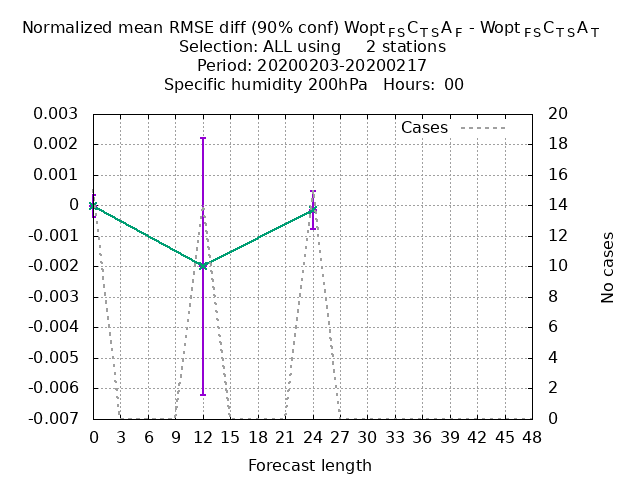 Normalized mean RMSE diff (90% conf) Wopt FS C T S A F - Wopt FS C T S A T
Selection: ALL using 2 stations
Period: 20200203-20200217
Specific humidity 200hPa Hours: 00
Cases
0.003
0.002
0.001
0
-0.001
-0.002
-0.003
-0.004
-0.005
-0.006
-0.007
20
18
16
14
12
10
8
6
4
2
0
No cases
0 3 6 9 12 15 18 21 24 27 30 33 36 39 42 45 48
Forecast length